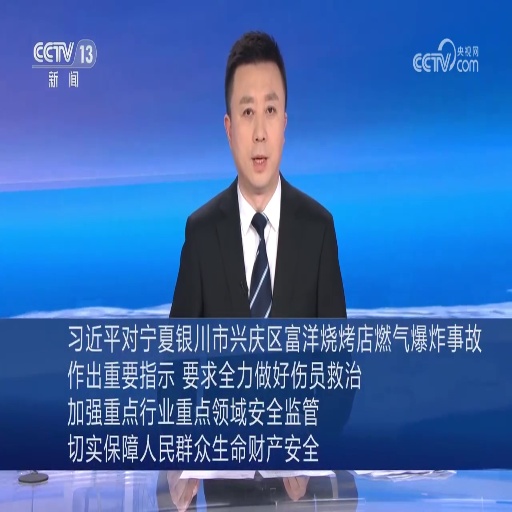 CCTV 13
新闻
央视网
CCTV.com
习近平对宁夏银川市兴庆区富洋烧烤店燃气爆炸事故
作出重要指示 要求全力做好伤员救治
加强重点行业重点领域安全监管
切实保障人民群众生命财产安全